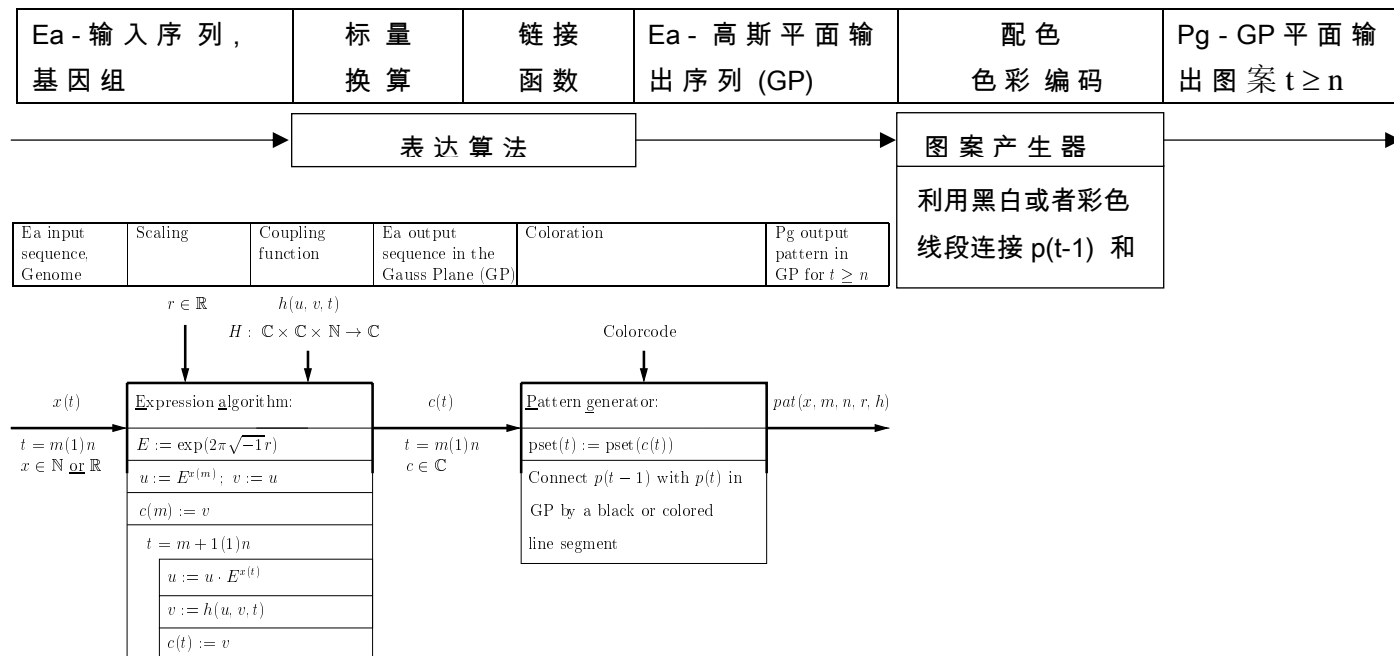 Ea - 输 入 序 列 , 标 量 链 接 Ea - 高 斯 平 面 输 配 色 Pg - GP 平 面 输
基 因 组 换 算 函 数 出 序 列 (GP) 色 彩 编 码 出 图 案 t ≥ n
表 达 算 法 图 案 产 生 器
利 用 黑 白 或 者 彩 色
线 段 连 接 p(t-1) 和
Ea input Scaling Coupling Ea output Coloration Pg output
sequence, function sequence in the pattern in
Genome Gauss Plane (GP) GP for t ≥ n
r ∈ ℝ h(u, v, t)
H : ℂ × ℂ × ℕ → ℂ Colorcode
x(t) Expression algorithm: c(t) Pattern generator: pat(x, m, n, r, h)
t = m(1)n E := exp(2π√−1r) t = m(1)n pset(t) := pset(c(t))
x ∈ ℕ or ℝ c ∈ ℂ
u := E^{x(m)}; v := u Connect p(t − 1) with p(t) in
c(m) := v GP by a black or colored
t = m + 1(1)n line segment
u := u · E^{x(t)}
v := h(u, v, t)
c(t) := v